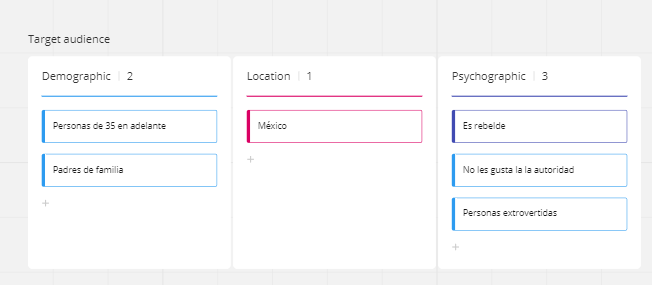 Target audience
Demographic | 2
Personas de 35 en adelante
Padres de familia
+
Location | 1
México
+
Psychographic | 3
Es rebelde
No les gusta la la autoridad
Personas extrovertidas
+